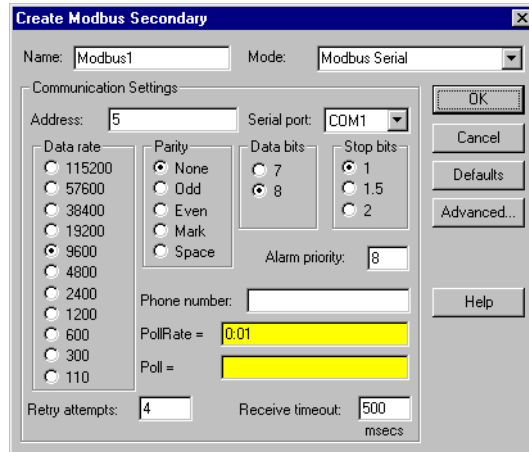 Create Modbus Secondary
Name: Modbus1 Mode: Modbus Serial
Communication Settings
Address: 5 Serial port: COM1
Data rate
115200
57600
38400
19200
9600
4800
2400
1200
600
300
110
Parity
None
Odd
Even
Mark
Space
Data bits
7
8
Stop bits
1
1.5
2
Alarm priority: 8
Phone number:
PollRate = 0:01
Poll =
Retry attempts: 4 Receive timeout: 500
msecs
OK
Cancel
Defaults
Advanced...
Help